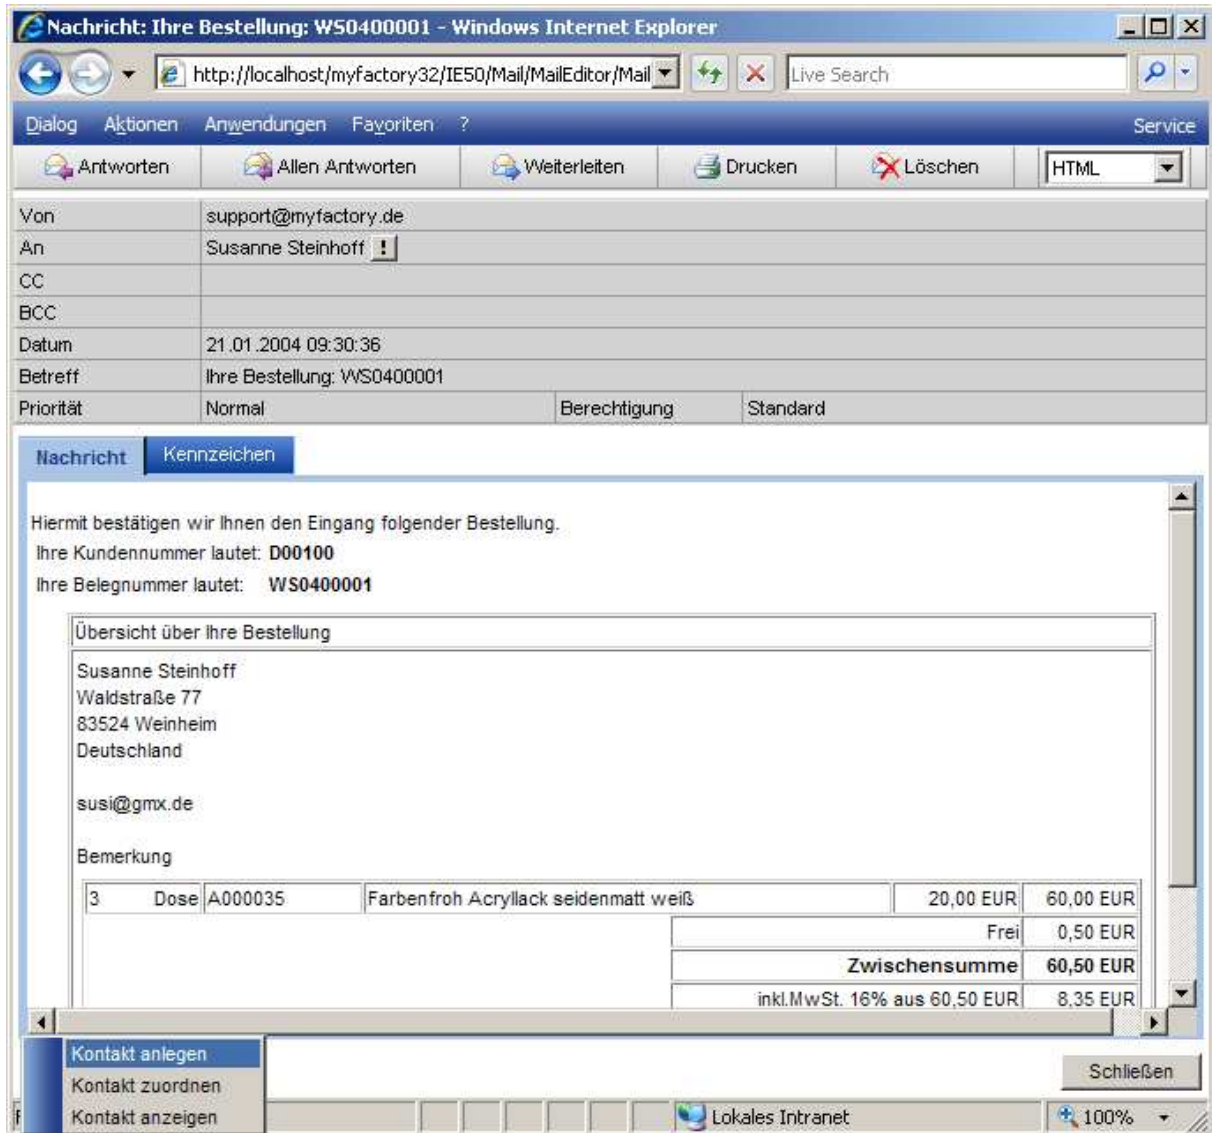 Nachricht: Ihre Bestellung: WS0400001 - Windows Internet Explorer
http://localhost/myfactory32/IE50/Mail/MailEditor/Mail Live Search
Dialog Aktionen Anwendungen Favoriten ? Service
Antworten Allen Antworten Weiterleiten Drucken Löschen HTML
Von support@myfactory.de
An Susanne Steinhoff !
CC
BCC
Datum 21.01.2004 09:30:36
Betreff Ihre Bestellung: WS0400001
Priorität Normal Berechtigung Standard
Nachricht Kennzeichen
Hiermit bestätigen wir Ihnen den Eingang folgender Bestellung.
Ihre Kundennummer lautet: D00100
Ihre Belegnummer lautet: WS0400001
Übersicht über Ihre Bestellung
Susanne Steinhoff
Waldstraße 77
83524 Weinheim
Deutschland
susi@gmx.de
Bemerkung
3 Dose A000035 Farbenfroh Acryllack seidenmatt weiß 20,00 EUR 60,00 EUR
Frei 0,50 EUR
Zwischensumme 60,50 EUR
inkl.MwSt. 16% aus 60,50 EUR 8,35 EUR
Kontakt anlegen
Kontakt zuordnen
Kontakt anzeigen
Schließen
Lokales Intranet 100%